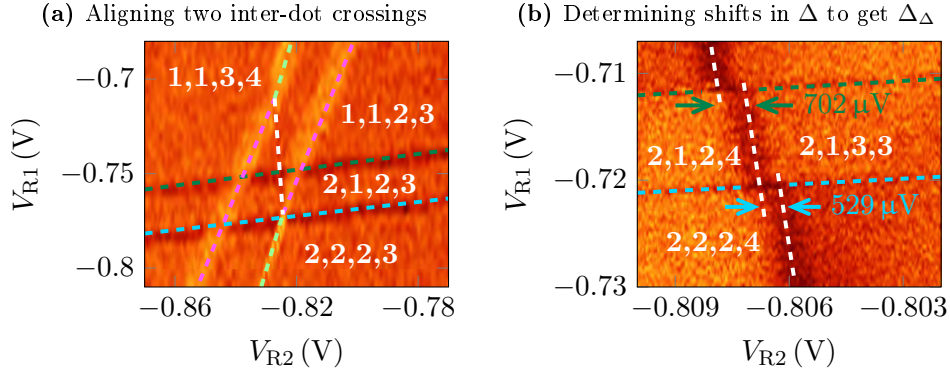 (a) Aligning two inter-dot crossings
V_R1 (V)
−0.7
−0.75
−0.8
1,1,3,4
1,1,2,3
2,1,2,3
2,2,2,3
−0.86
−0.82
−0.78
V_R2 (V)
(b) Determining shifts in Δ to get Δ_Δ
V_R1 (V)
−0.71
−0.72
−0.73
702 μV
2,1,2,4
2,1,3,3
529 μV
2,2,2,4
−0.809
−0.806
−0.803
V_R2 (V)